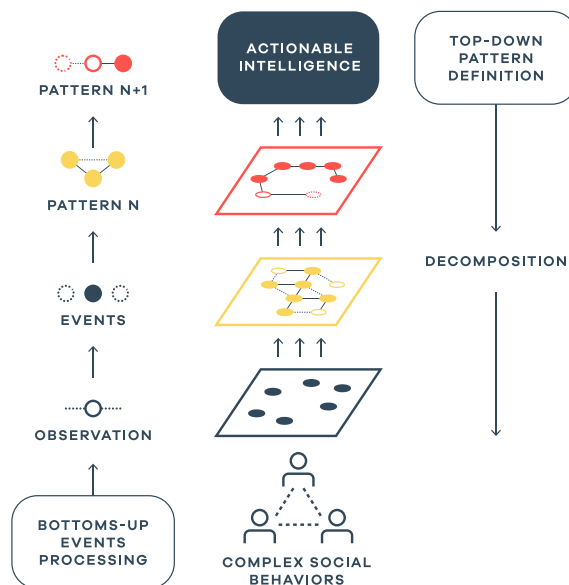 PATTERN N+1
PATTERN N
EVENTS
OBSERVATION
BOTTOMS-UP
EVENTS
PROCESSING
ACTIONABLE
INTELLIGENCE
COMPLEX SOCIAL
BEHAVIORS
TOP-DOWN
PATTERN
DEFINITION
DECOMPOSITION